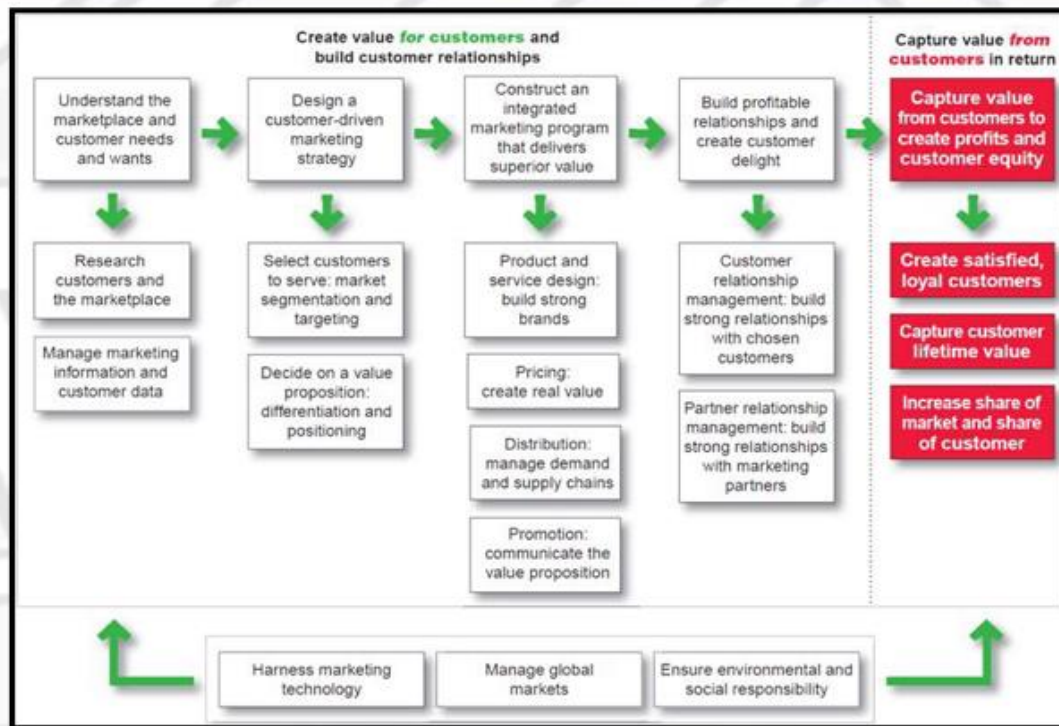 Create value for customers and
build customer relationships
Capture value from
customers in return
Understand the
marketplace and
customer needs
and wants
Design a
customer-driven
marketing
strategy
Construct an
integrated
marketing program
that delivers
superior value
Build profitable
relationships and
create customer
delight
Capture value
from customers to
create profits and
customer equity
Research
customers and
the marketplace
Manage marketing
information and
customer data
Select customers
to serve: market
segmentation and
targeting
Decide on a value
proposition:
differentiation and
positioning
Product and
service design:
build strong
brands
Pricing:
create real value
Distribution:
manage demand
and supply chains
Promotion:
communicate the
value proposition
Customer
relationship
management: build
strong relationships
with chosen
customers
Partner relationship
management: build
strong relationships
with marketing
partners
Create satisfied,
loyal customers
Capture customer
lifetime value
Increase share of
market and share
of customer
Harness marketing
technology
Manage global
markets
Ensure environmental and
social responsibility